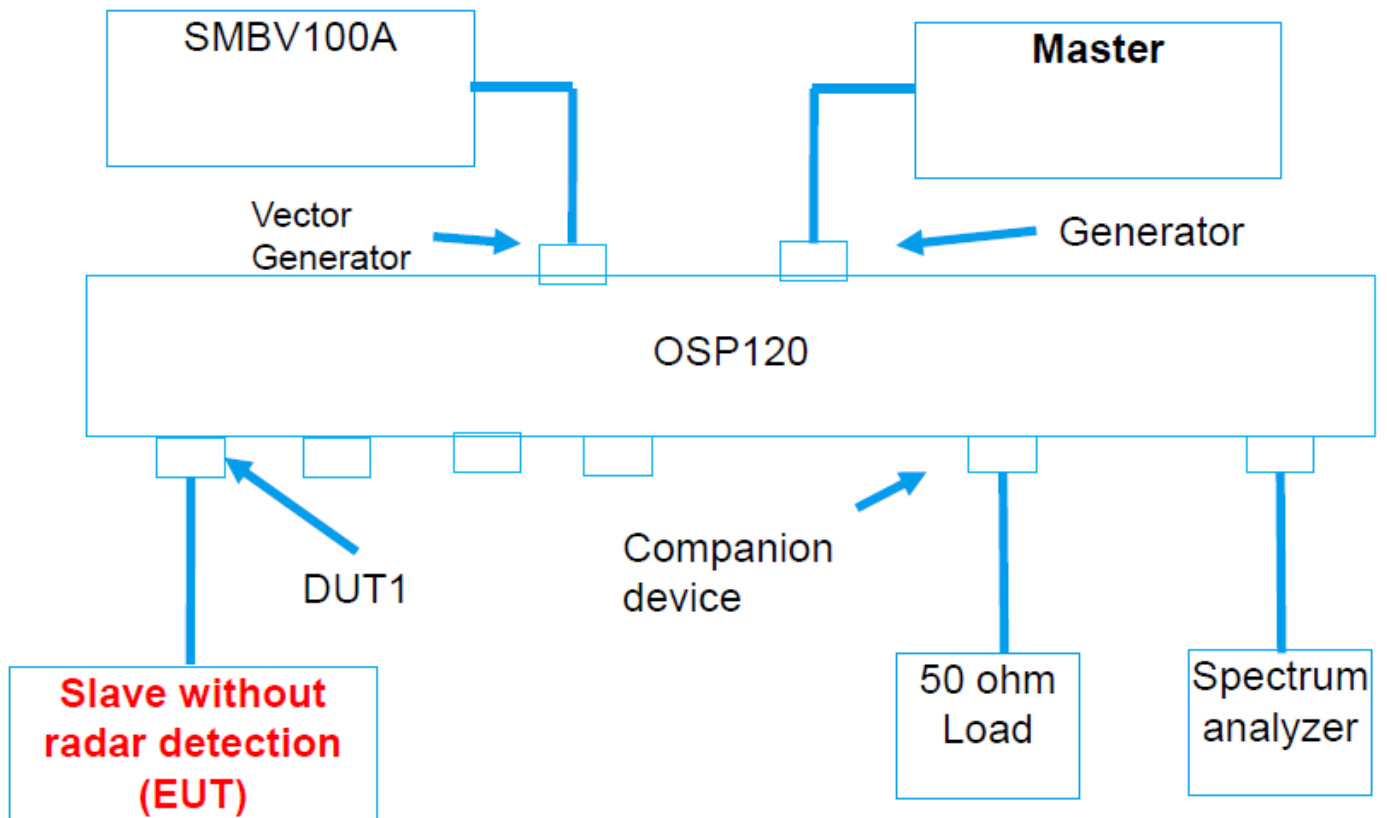 SMBV100A
Master
Vector
Generator
Generator
OSP120
DUT1
Companion
device
Slave without
radar detection
(EUT)
50 ohm
Load
Spectrum
analyzer